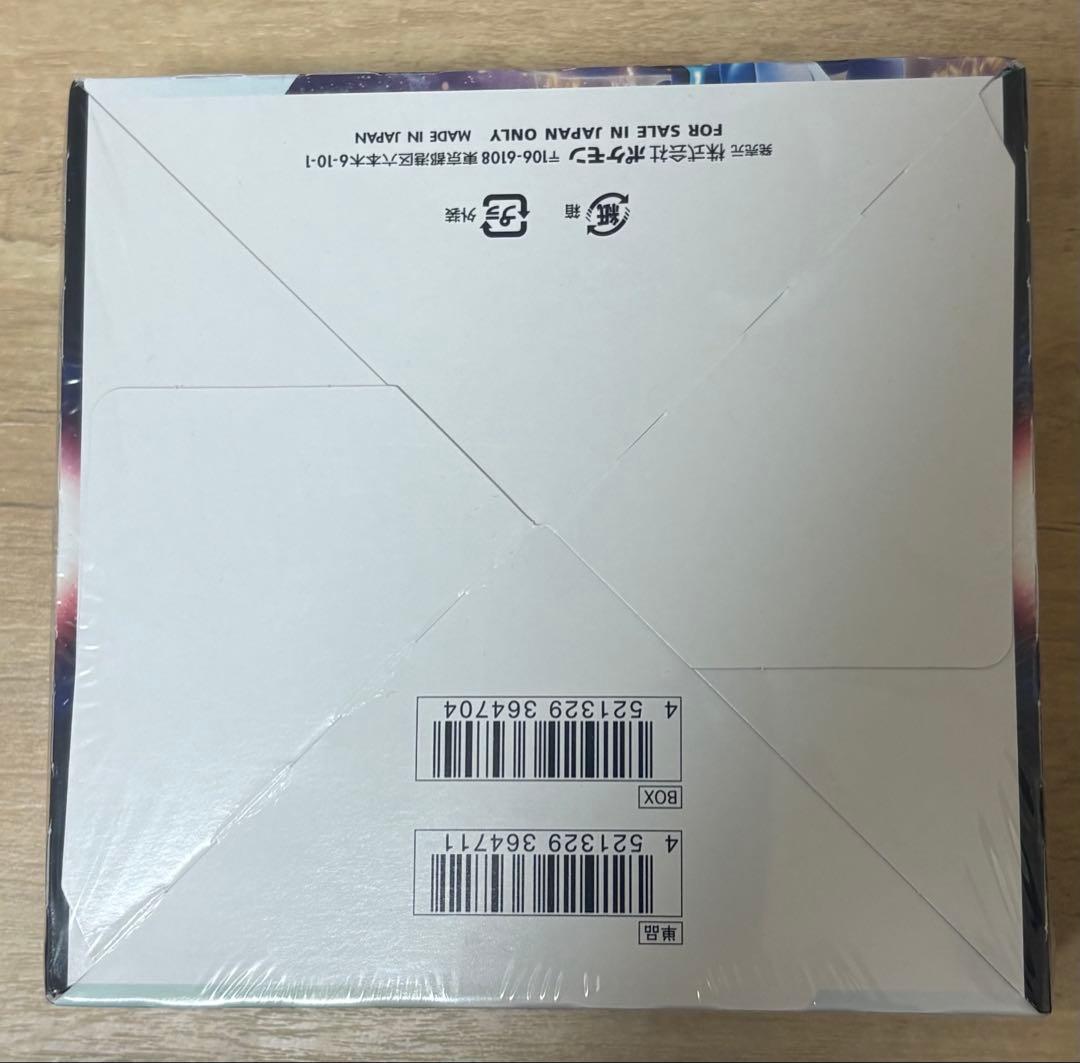 単品
4 521329 364711
BOX
4 521329 364704
紙 箱 プラ 外装
発売元 株式会社 ポケモン 〒106-6108 東京都港区六本木6-10-1
FOR SALE IN JAPAN ONLY MADE IN JAPAN